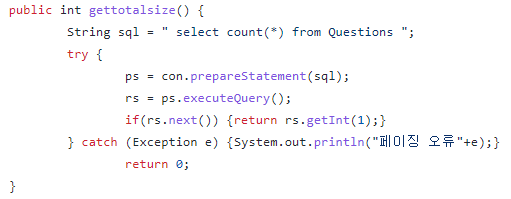 public int gettotalsize() {
String sql = " select count(*) from Questions ";
try {
ps = con.prepareStatement(sql);
rs = ps.executeQuery();
if(rs.next()) {return rs.getInt(1);}
} catch (Exception e) {System.out.println("페이징 오류"+e);}
return 0;
}